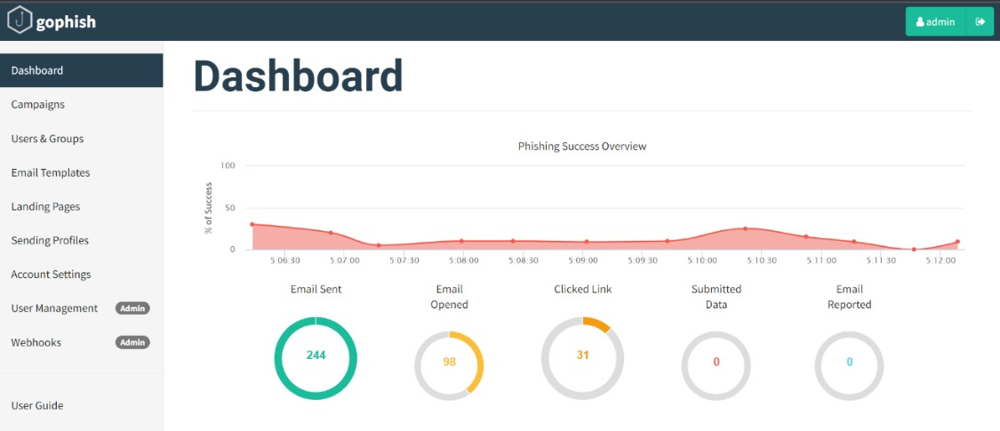 gophish
admin
Dashboard
Campaigns
Users & Groups
Email Templates
Landing Pages
Sending Profiles
Account Settings
User Management Admin
Webhooks Admin
User Guide
Dashboard
Phishing Success Overview
% of Success
100
50
0
5:06:30 5:07:00 5:07:30 5:08:00 5:08:30 5:09:00 5:09:30 5:10:00 5:10:30 5:11:00 5:11:30 5:12:00
Email Sent
244
Email
Opened
98
Clicked Link
31
Submitted
Data
0
Email
Reported
0